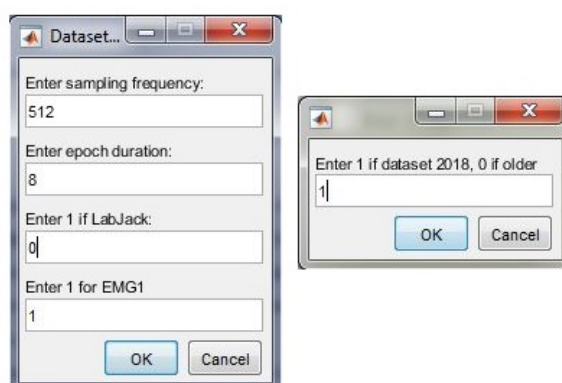 Dataset...
Enter sampling frequency:
512
Enter epoch duration:
8
Enter 1 if LabJack:
0
Enter 1 for EMG1
1
OK Cancel
Enter 1 if dataset 2018, 0 if older
1
OK Cancel